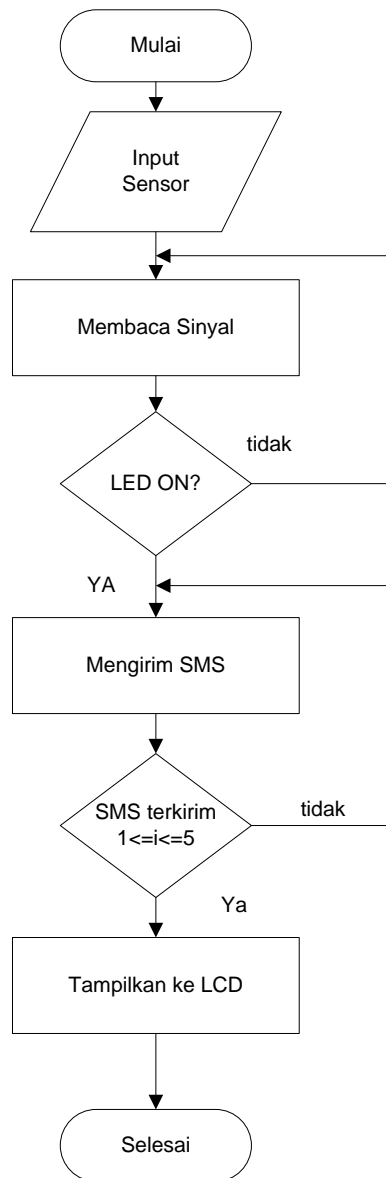 Mulai
Input
Sensor
Membaca Sinyal
LED ON?
tidak
YA
Mengirim SMS
SMS terkirim
1<=i<=5
tidak
Ya
Tampilkan ke LCD
Selesai